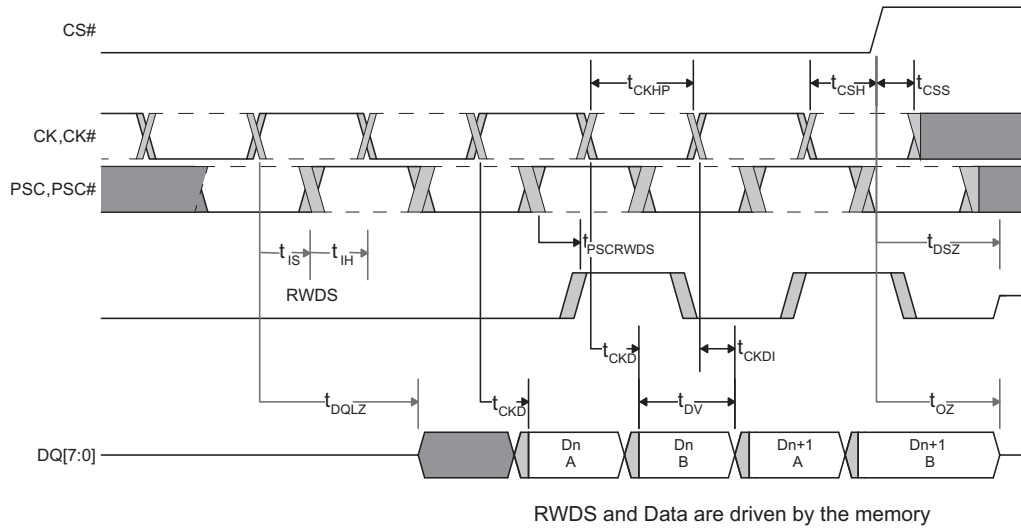 CS#
tCKHP
tCSH
tCSS
CK,CK#
PSC,PSC#
tIS
tIH
tPSCRWDS
tDSZ
RWDS
tCKD
tCKDI
tDQLZ
tCKD
tDV
tOZ
DQ[7:0]
Dn
A
Dn
B
Dn+1
A
Dn+1
B
RWDS and Data are driven by the memory